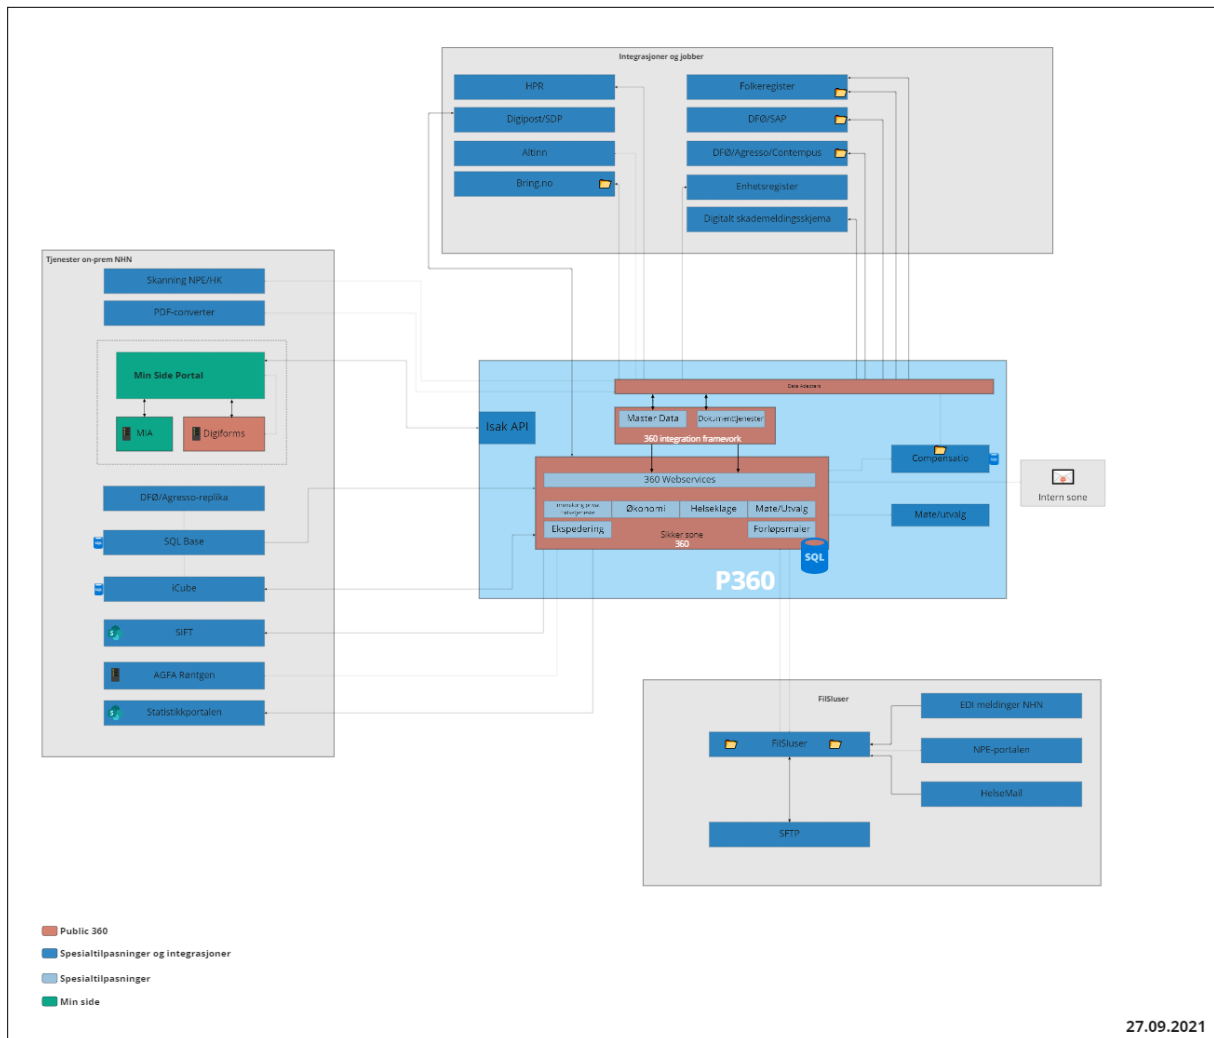 Integrasjoner og jobber
HPR
Folkeregister
Digipost/SDP
DFØ/SAP
Altinn
DFØ/Agresso/Contempus
Bring.no
Enhetsregister
Digitalt skademeldingsskjema
Tjenester on-prem NHN
Skanning NPE/HK
PDF-converter
Min Side Portal
MiA
Digiforms
DFØ/Agresso-replika
SQL Base
iCube
SIFT
AGFA Røntgen
Statistikkportalen
Data Adapters
Isak API
Master Data
Dokumenttjenester
360 integration framework
360 Webservices
Økonomi
Helseklage
Møte/Utvalg
Ekspedering
Sikker sone
Forløpsmaler
360
SQL
P360
Compensatio
Møte/utvalg
Intern sone
FilSluser
EDI meldinger NHN
FilSluser
NPE-portalen
HelseMail
SFTP
Public 360
Spesialtilpasninger og integrasjoner
Spesialtilpasninger
Min side
27.09.2021